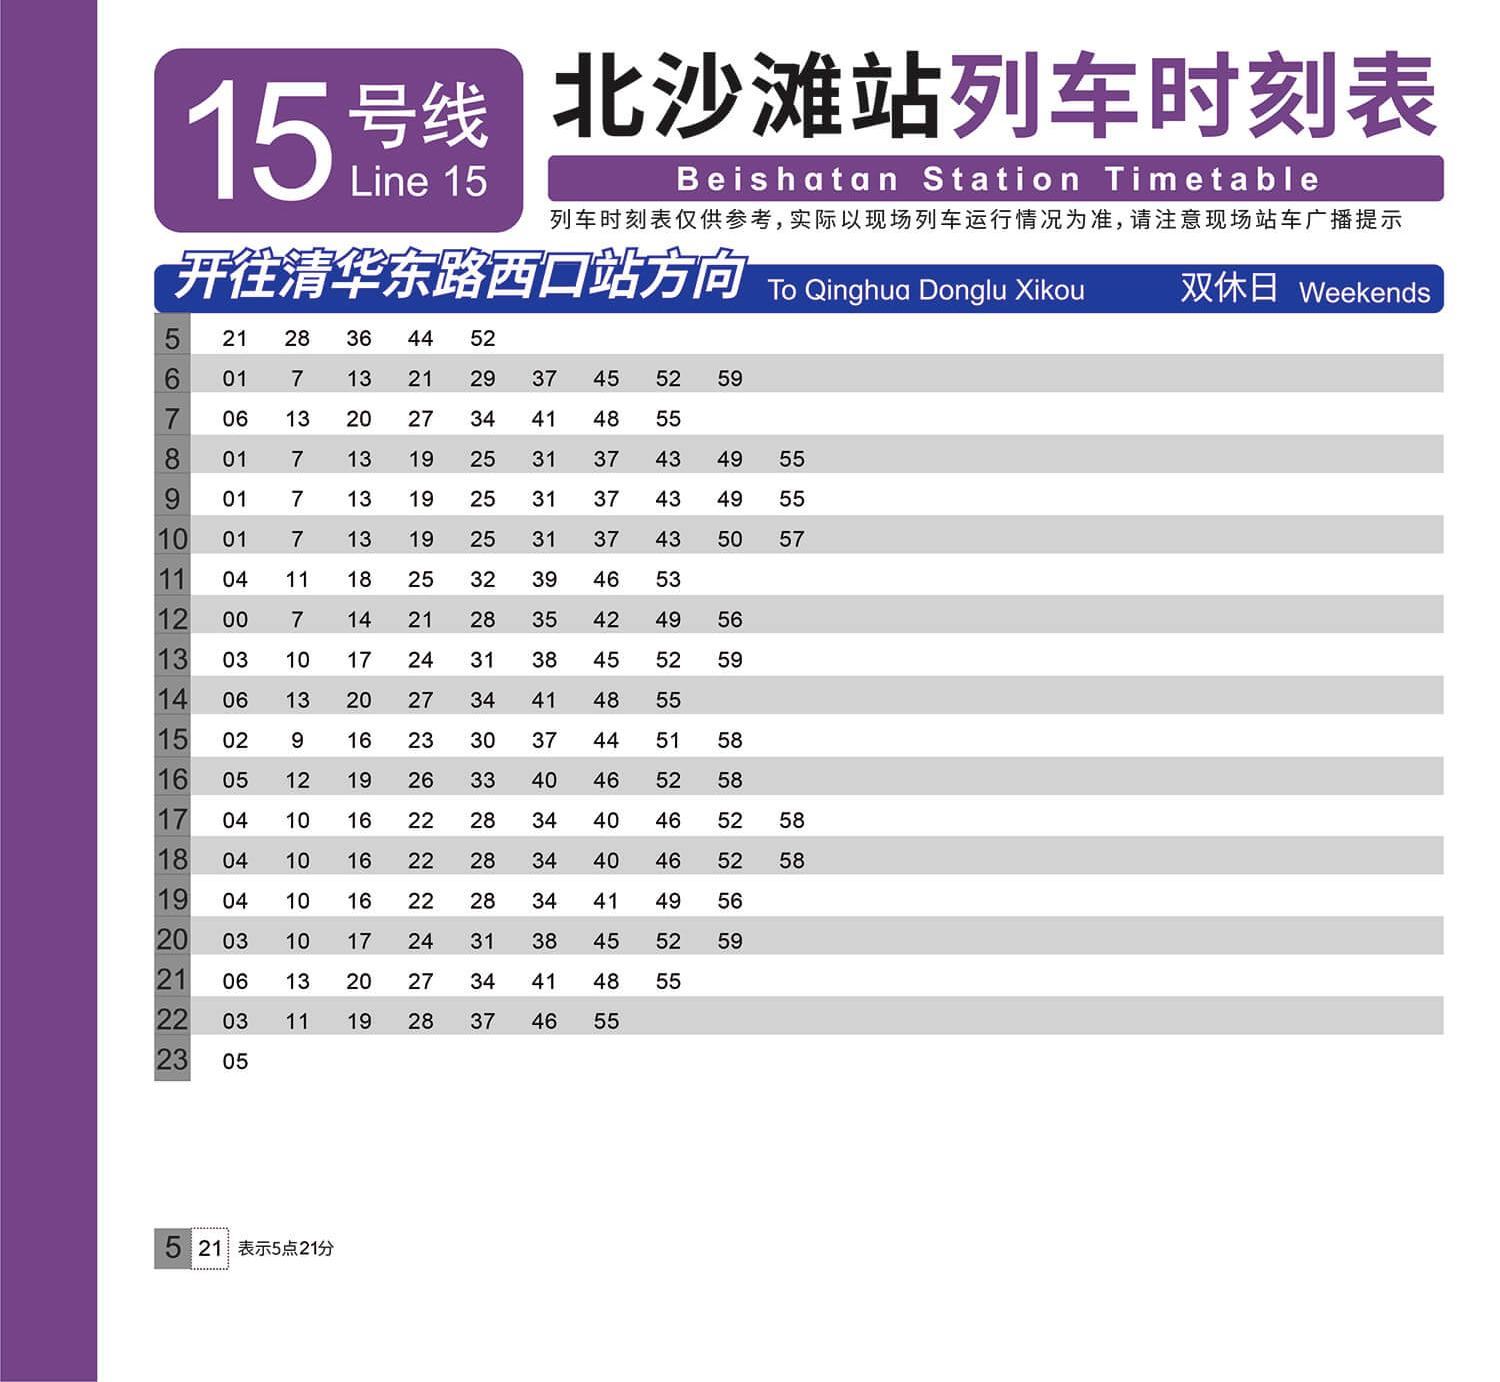 15号线
Line 15
北沙滩站列车时刻表
Beishatan Station Timetable
列车时刻表仅供参考,实际以现场列车运行情况为准,请注意现场站车广播提示
开往清华东路西口站方向 To Qinghua Donglu Xikou 双休日 Weekends
5 21 28 36 44 52
6 01 7 13 21 29 37 45 52 59
7 06 13 20 27 34 41 48 55
8 01 7 13 19 25 31 37 43 49 55
9 01 7 13 19 25 31 37 43 49 55
10 01 7 13 19 25 31 37 43 50 57
11 04 11 18 25 32 39 46 53
12 00 7 14 21 28 35 42 49 56
13 03 10 17 24 31 38 45 52 59
14 06 13 20 27 34 41 48 55
15 02 9 16 23 30 37 44 51 58
16 05 12 19 26 33 40 46 52 58
17 04 10 16 22 28 34 40 46 52 58
18 04 10 16 22 28 34 40 46 52 58
19 04 10 16 22 28 34 41 49 56
20 03 10 17 24 31 38 45 52 59
21 06 13 20 27 34 41 48 55
22 03 11 19 28 37 46 55
23 05
5 21 表示5点21分